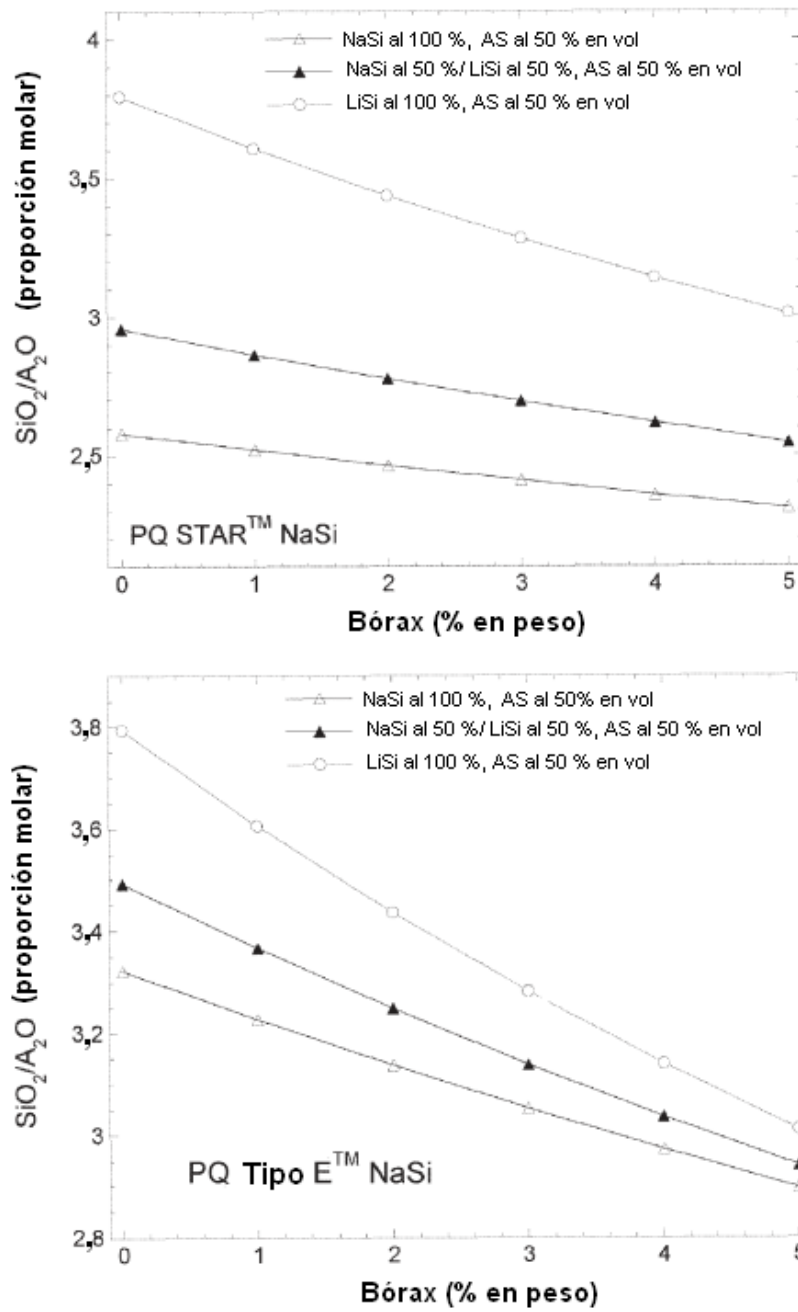 4
3,5
3
2,5
SiO2/A2O (proporción molar)
NaSi al 100 %, AS al 50 % en vol
NaSi al 50 %/ LiSi al 50 %, AS al 50 % en vol
LiSi al 100 %, AS al 50 % en vol
PQ STAR™ NaSi
0 1 2 3 4 5
Bórax (% en peso)
3,8
3,6
3,4
3,2
3
2,8
SiO2/A2O (proporción molar)
NaSi al 100 %, AS al 50% en vol
NaSi al 50 %/ LiSi al 50 %, AS al 50 % en vol
LiSi al 100 %, AS al 50 % en vol
PQ Tipo E™ NaSi
0 1 2 3 4 5
Bórax (% en peso)